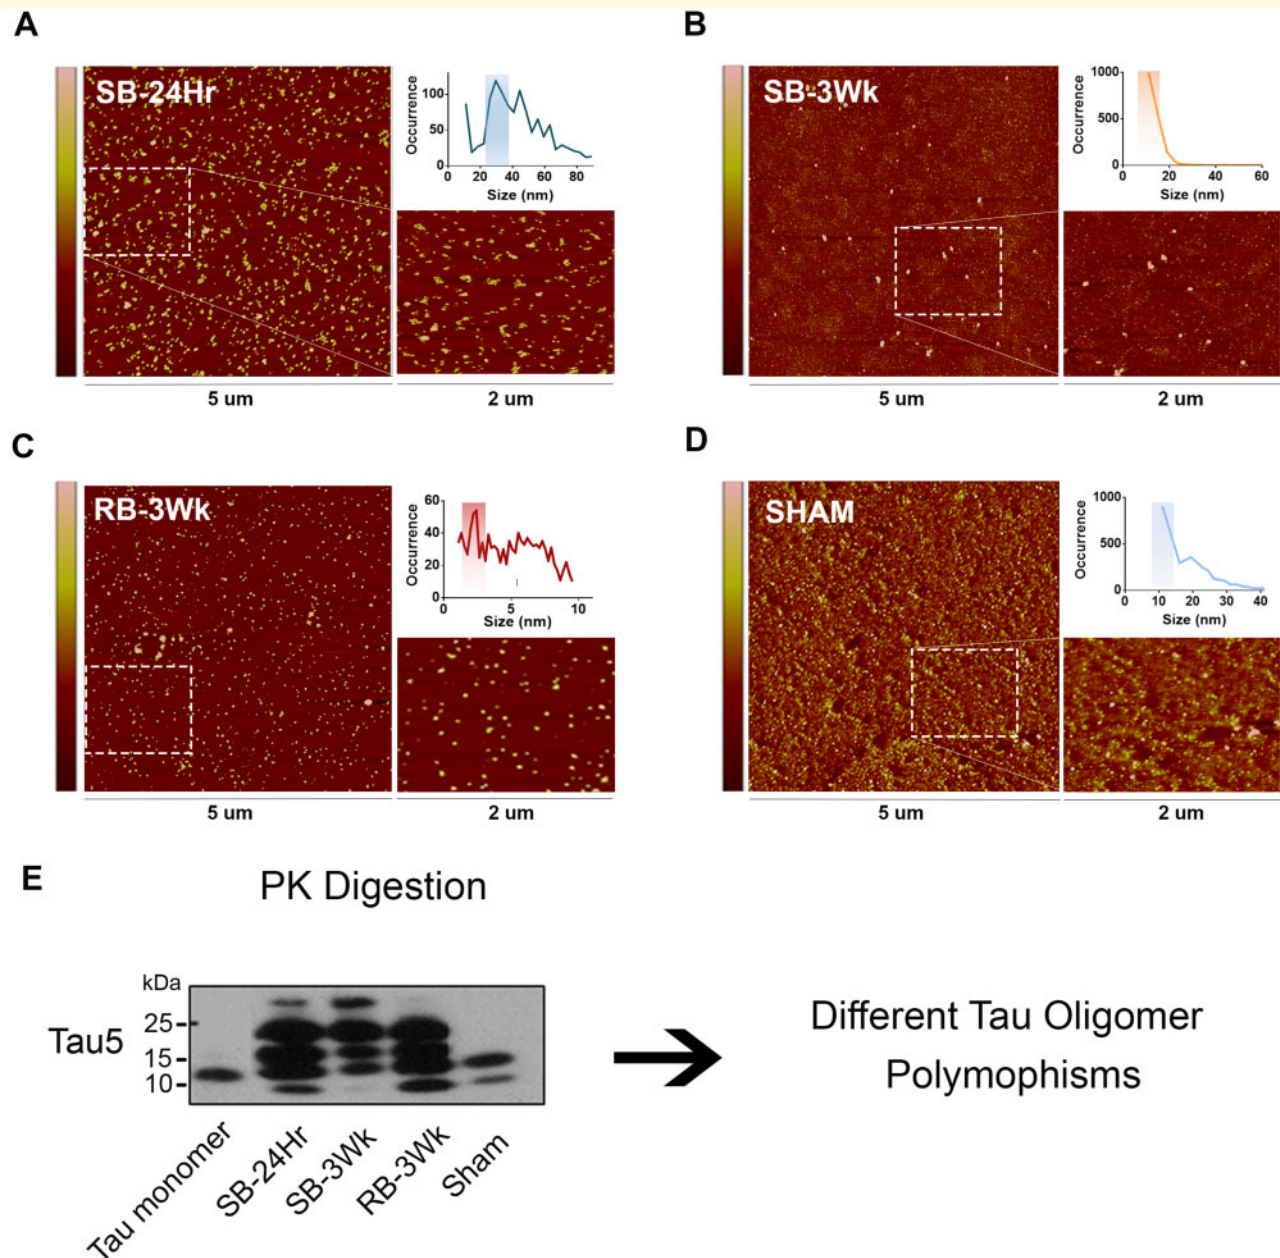 A
SB-24Hr
Occurrence
100
50
0
0 20 40 60 80
Size (nm)
5 um
2 um
B
SB-3Wk
Occurrence
1000
500
0
0 20 40 60
Size (nm)
5 um
2 um
C
RB-3Wk
Occurrence
60
40
20
0
0 5 10
Size (nm)
5 um
2 um
D
SHAM
Occurrence
1000
500
0
0 10 20 30 40
Size (nm)
5 um
2 um
E
PK Digestion
kDa
25
Tau5
15
10
Tau monomer
SB-24Hr
SB-3Wk
RB-3Wk
Sham
Different Tau Oligomer
Polymophisms